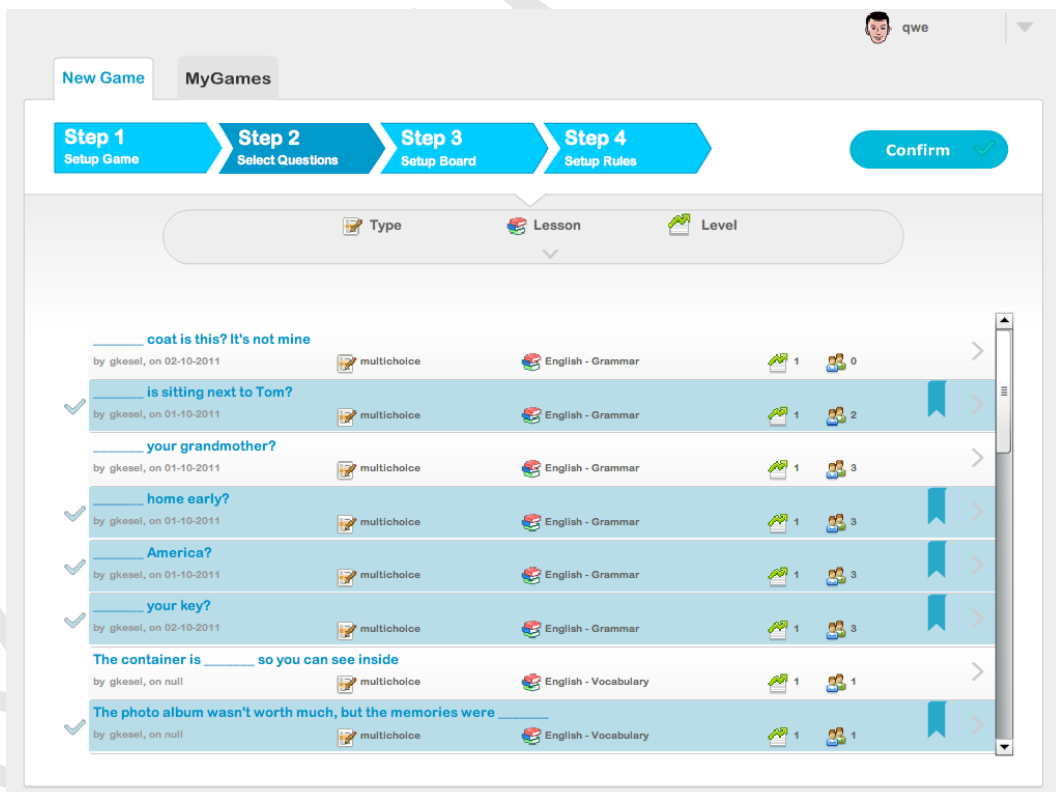 qwe
New Game
MyGames
Step 1
Setup Game
Step 2
Select Questions
Step 3
Setup Board
Step 4
Setup Rules
Confirm
Type
Lesson
Level
_______ coat is this? It's not mine
by gkesel, on 02-10-2011 multichoice English - Grammar 1 0
_______ is sitting next to Tom?
by gkesel, on 01-10-2011 multichoice English - Grammar 1 2
_______ your grandmother?
by gkesel, on 01-10-2011 multichoice English - Grammar 1 3
_______ home early?
by gkesel, on 01-10-2011 multichoice English - Grammar 1 3
_______ America?
by gkesel, on 01-10-2011 multichoice English - Grammar 1 3
_______ your key?
by gkesel, on 02-10-2011 multichoice English - Grammar 1 3
The container is _______ so you can see inside
by gkesel, on null multichoice English - Vocabulary 1 1
The photo album wasn't worth much, but the memories were _______
by gkesel, on null multichoice English - Vocabulary 1 1